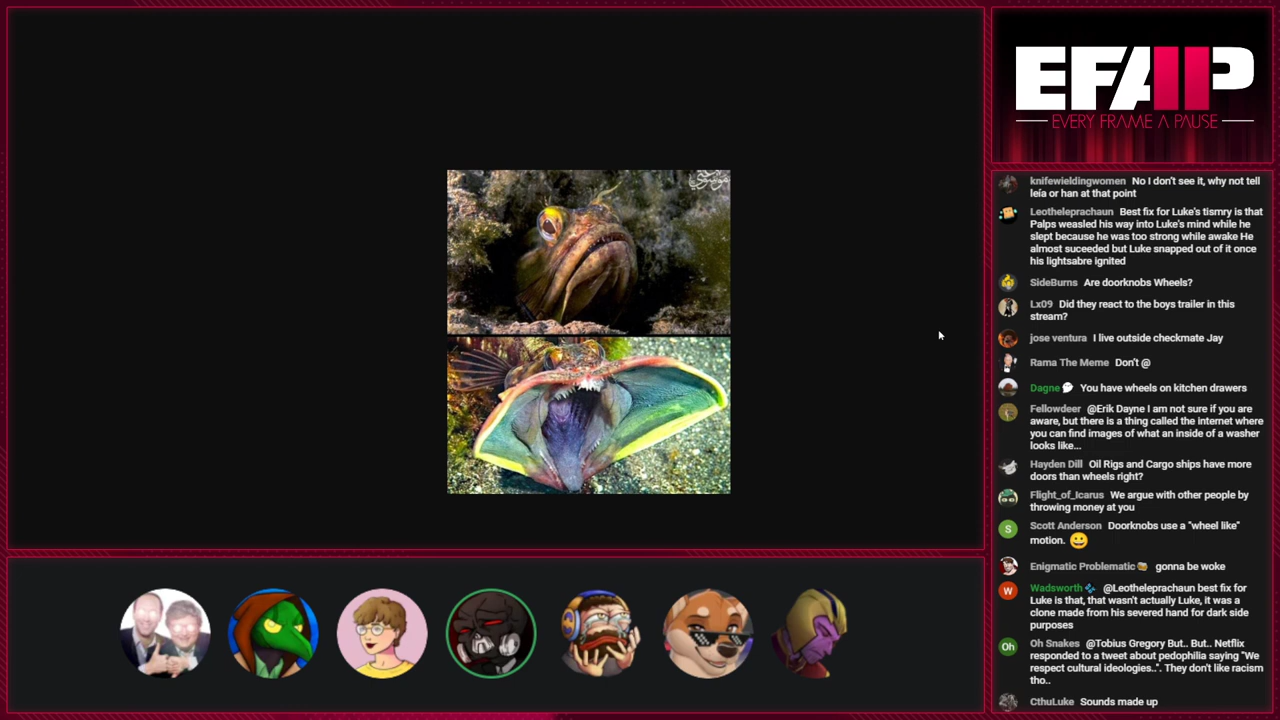 EFAP
EVERY FRAME A PAUSE
knifewieldingwomen No I don't see it, why not tell
leía or han at that point
Leotheleprachaun Best fix for Luke's tismry is that
Palps weasled his way into Luke's mind while he
slept because he was too strong while awake He
almost suceeded but Luke snapped out of it once
his lightsabre ignited
SideBurns Are doorknobs Wheels?
Lx09 Did they react to the boys trailer in this
stream?
jose ventura I live outside checkmate Jay
Rama The Meme Don't @
Dagne You have wheels on kitchen drawers
Fellowdeer @Erik Dayne I am not sure if you are
aware, but there is a thing called the internet where
you can find images of what an inside of a washer
looks like...
Hayden Dill Oil Rigs and Cargo ships have more
doors than wheels right?
Flight_of_Icarus We argue with other people by
throwing money at you
S Scott Anderson Doorknobs use a "wheel like"
motion. 😀
Enigmatic Problematic gonna be woke
W Wadsworth @Leotheleprachaun best fix for
Luke is that, that wasn't actually Luke, it was a
clone made from his severed hand for dark side
purposes
Oh Oh Snakes @Tobius Gregory But.. But.. Netflix
responded to a tweet about pedophilia saying "We
respect cultural ideologies..". They don't like racism
tho..
CthuLuke Sounds made up